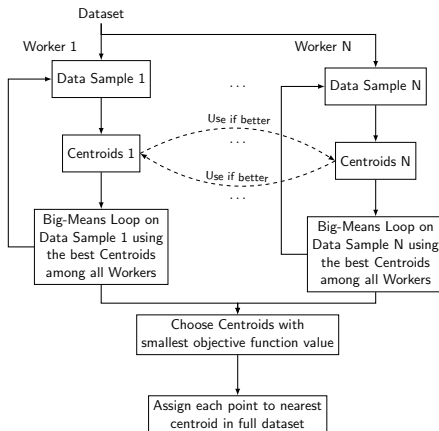 Dataset
Worker 1
Worker N
Data Sample 1
...
Data Sample N
Use if better
...
Centroids 1
Centroids N
Use if better
...
Big-Means Loop on
Data Sample 1 using
the best Centroids
among all Workers
Big-Means Loop on
Data Sample N using
the best Centroids
among all Workers
Choose Centroids with
smallest objective function value
Assign each point to nearest
centroid in full dataset